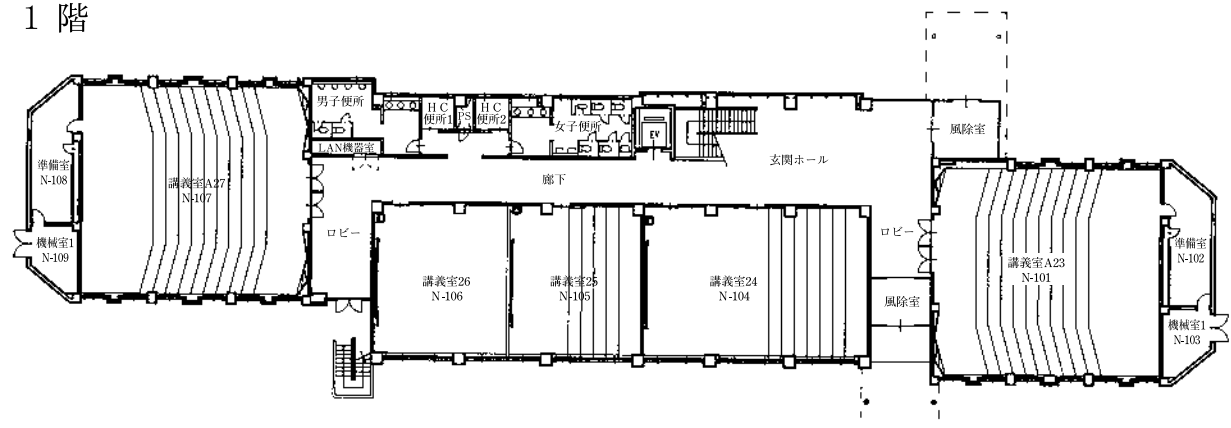 1 階
男子便所
H C
便所1
PS
H C
便所2
女子便所
EV
LAN機器室
玄関ホール
風除室
準備室
N-108
講義室A27
N-107
廊下
機械室1
N-109
ロビー
講義室26
N-106
講義室25
N-105
講義室24
N-104
ロビー
風除室
講義室A23
N-101
準備室
N-102
機械室1
N-103